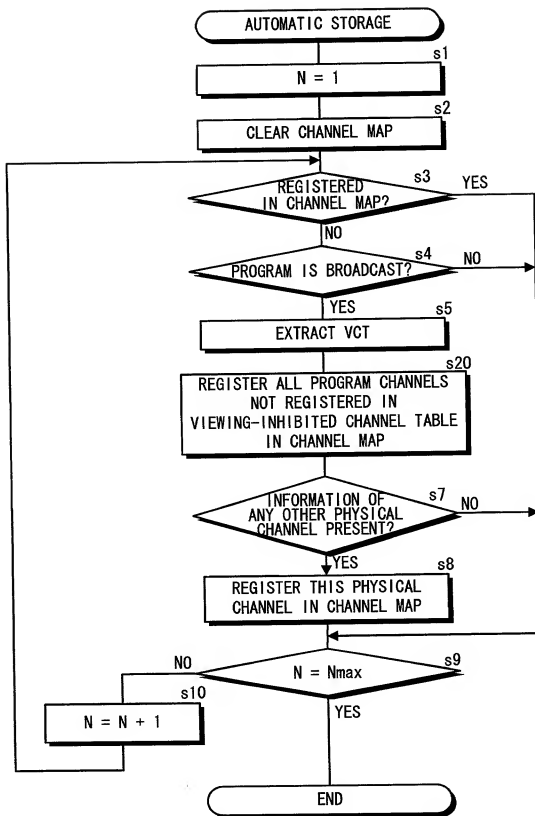 AUTOMATIC STORAGE
s1
N = 1
s2
CLEAR CHANNEL MAP
s3
REGISTERED
IN CHANNEL MAP?
YES
NO
s4
PROGRAM IS BROADCAST?
NO
YES
s5
EXTRACT VCT
s20
REGISTER ALL PROGRAM CHANNELS
NOT REGISTERED IN
VIEWING-INHIBITED CHANNEL TABLE
IN CHANNEL MAP
s7
INFORMATION OF
ANY OTHER PHYSICAL
CHANNEL PRESENT?
NO
YES
s8
REGISTER THIS PHYSICAL
CHANNEL IN CHANNEL MAP
s9
N = Nmax
NO
YES
s10
N = N + 1
END